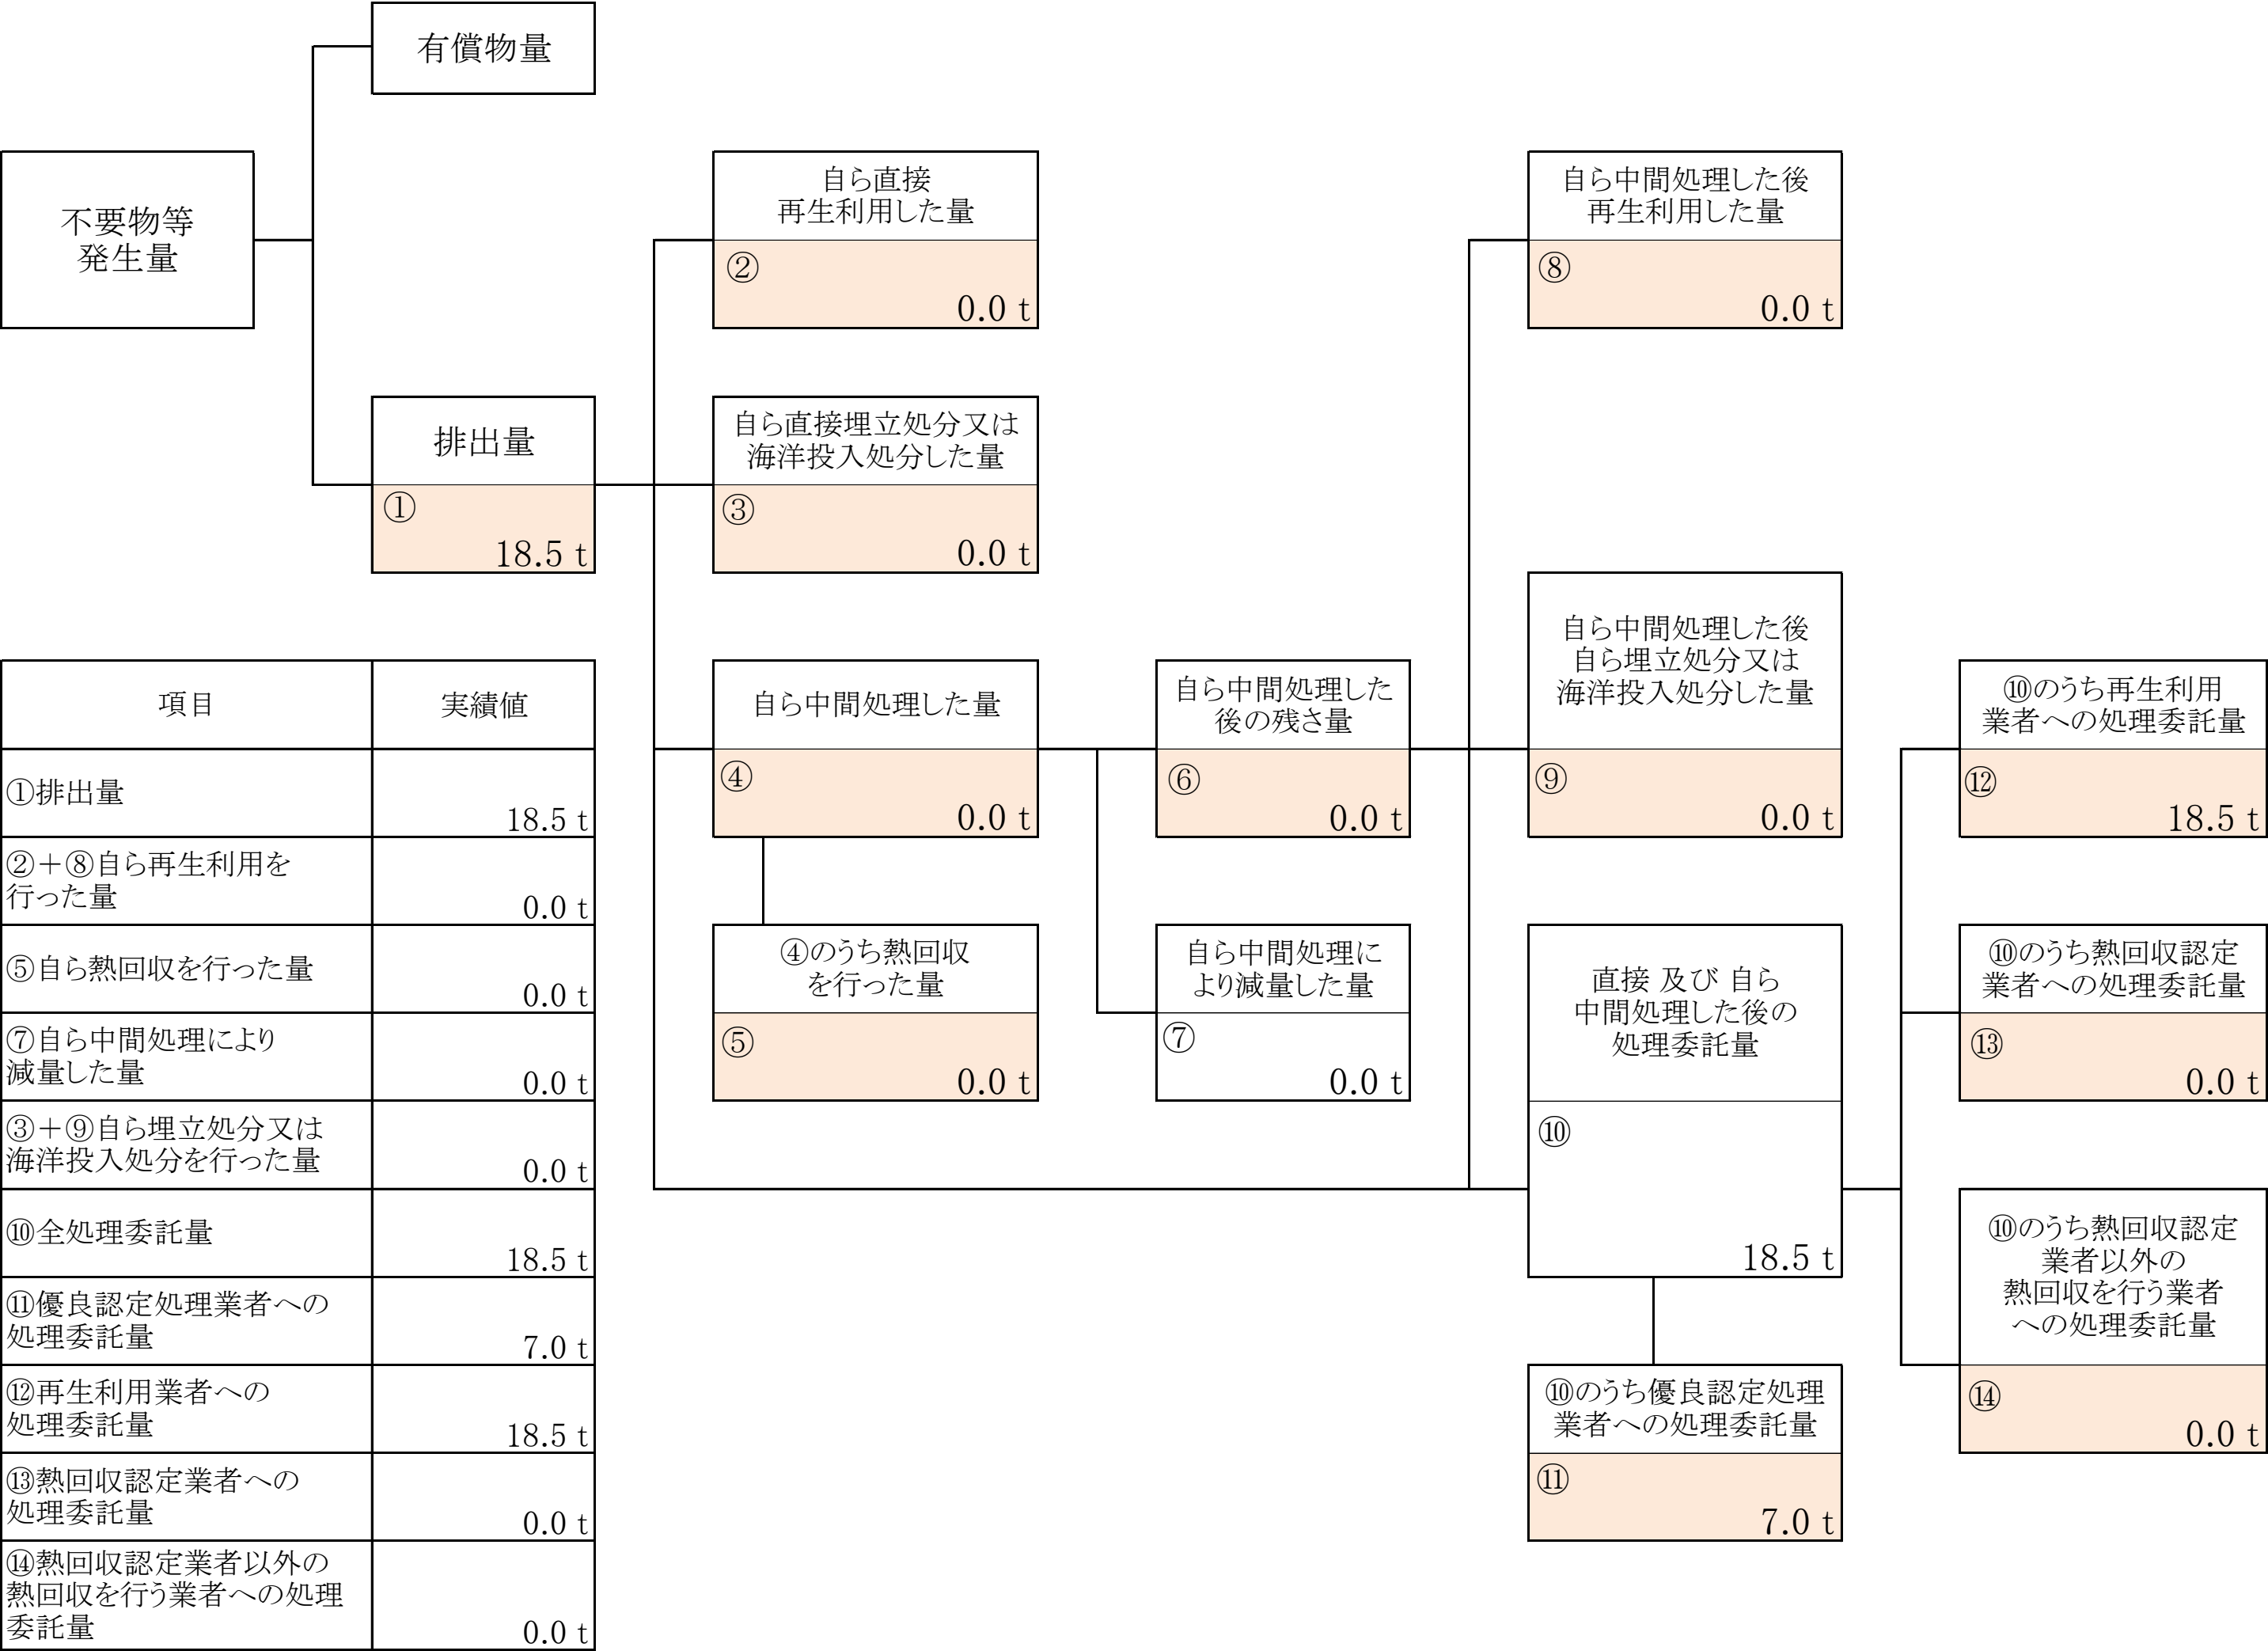 有償物量
不要物等
発生量
自ら直接
再生利用した量
②
0.0 t
自ら中間処理した後
再生利用した量
⑧
0.0 t
排出量
①
18.5 t
自ら直接埋立処分又は
海洋投入処分した量
③
0.0 t
自ら中間処理した量
④
0.0 t
自ら中間処理した
後の残さ量
⑥
0.0 t
自ら中間処理した後
自ら埋立処分又は
海洋投入処分した量
⑨
0.0 t
⑩のうち再生利用
業者への処理委託量
⑫
18.5 t
④のうち熱回収
を行った量
⑤
0.0 t
自ら中間処理に
より減量した量
⑦
0.0 t
直接 及び 自ら
中間処理した後の
処理委託量
⑩
18.5 t
⑩のうち熱回収認定
業者への処理委託量
⑬
0.0 t
⑩のうち熱回収認定
業者以外の
熱回収を行う業者
への処理委託量
⑭
0.0 t
⑩のうち優良認定処理
業者への処理委託量
⑪
7.0 t
項目
実績値
①排出量
18.5 t
②＋⑧自ら再生利用を
行った量
0.0 t
⑤自ら熱回収を行った量
0.0 t
⑦自ら中間処理により
減量した量
0.0 t
③＋⑨自ら埋立処分又は
海洋投入処分を行った量
0.0 t
⑩全処理委託量
18.5 t
⑪優良認定処理業者への
処理委託量
7.0 t
⑫再生利用業者への
処理委託量
18.5 t
⑬熱回収認定業者への
処理委託量
0.0 t
⑭熱回収認定業者以外の
熱回収を行う業者への処理
委託量
0.0 t